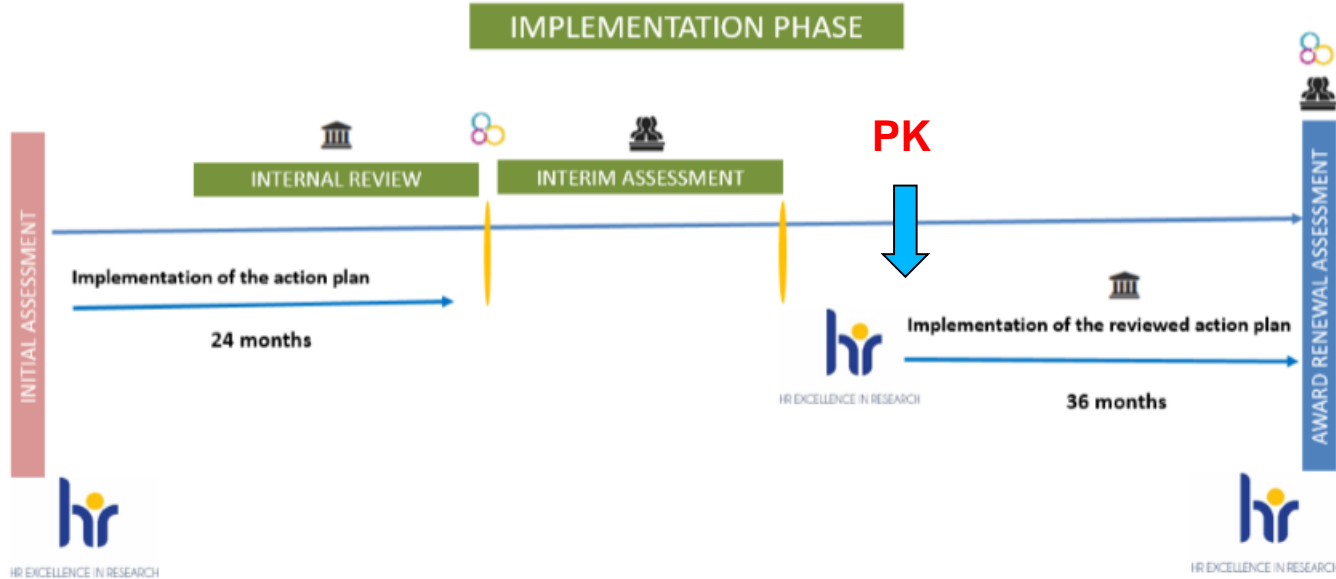 IMPLEMENTATION PHASE
PK
INTERNAL REVIEW
INTERIM ASSESSMENT
INITIAL ASSESSMENT
Implementation of the action plan
24 months
hr
HR EXCELLENCE IN RESEARCH
Implementation of the reviewed action plan
36 months
AWARD RENEWAL ASSESSMENT
hr
HR EXCELLENCE IN RESEARCH
hr
HR EXCELLENCE IN RESEARCH